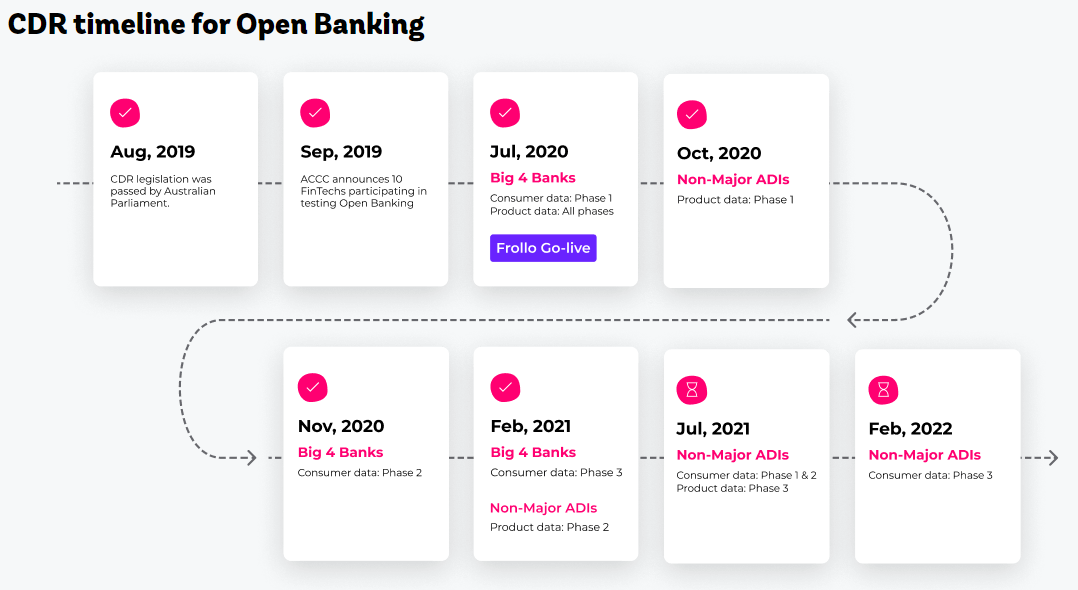 CDR timeline for Open Banking
Aug, 2019
CDR legislation was
passed by Australian
Parliament.
Sep, 2019
ACCC announces 10
FinTechs participating in
testing Open Banking
Jul, 2020
Big 4 Banks
Consumer data: Phase 1
Product data: All phases
Frollo Go-live
Oct, 2020
Non-Major ADIs
Product data: Phase 1
Nov, 2020
Big 4 Banks
Consumer data: Phase 2
Feb, 2021
Big 4 Banks
Consumer data: Phase 3
Non-Major ADIs
Product data: Phase 2
Jul, 2021
Non-Major ADIs
Consumer data: Phase 1 & 2
Product data: Phase 3
Feb, 2022
Non-Major ADIs
Consumer data: Phase 3